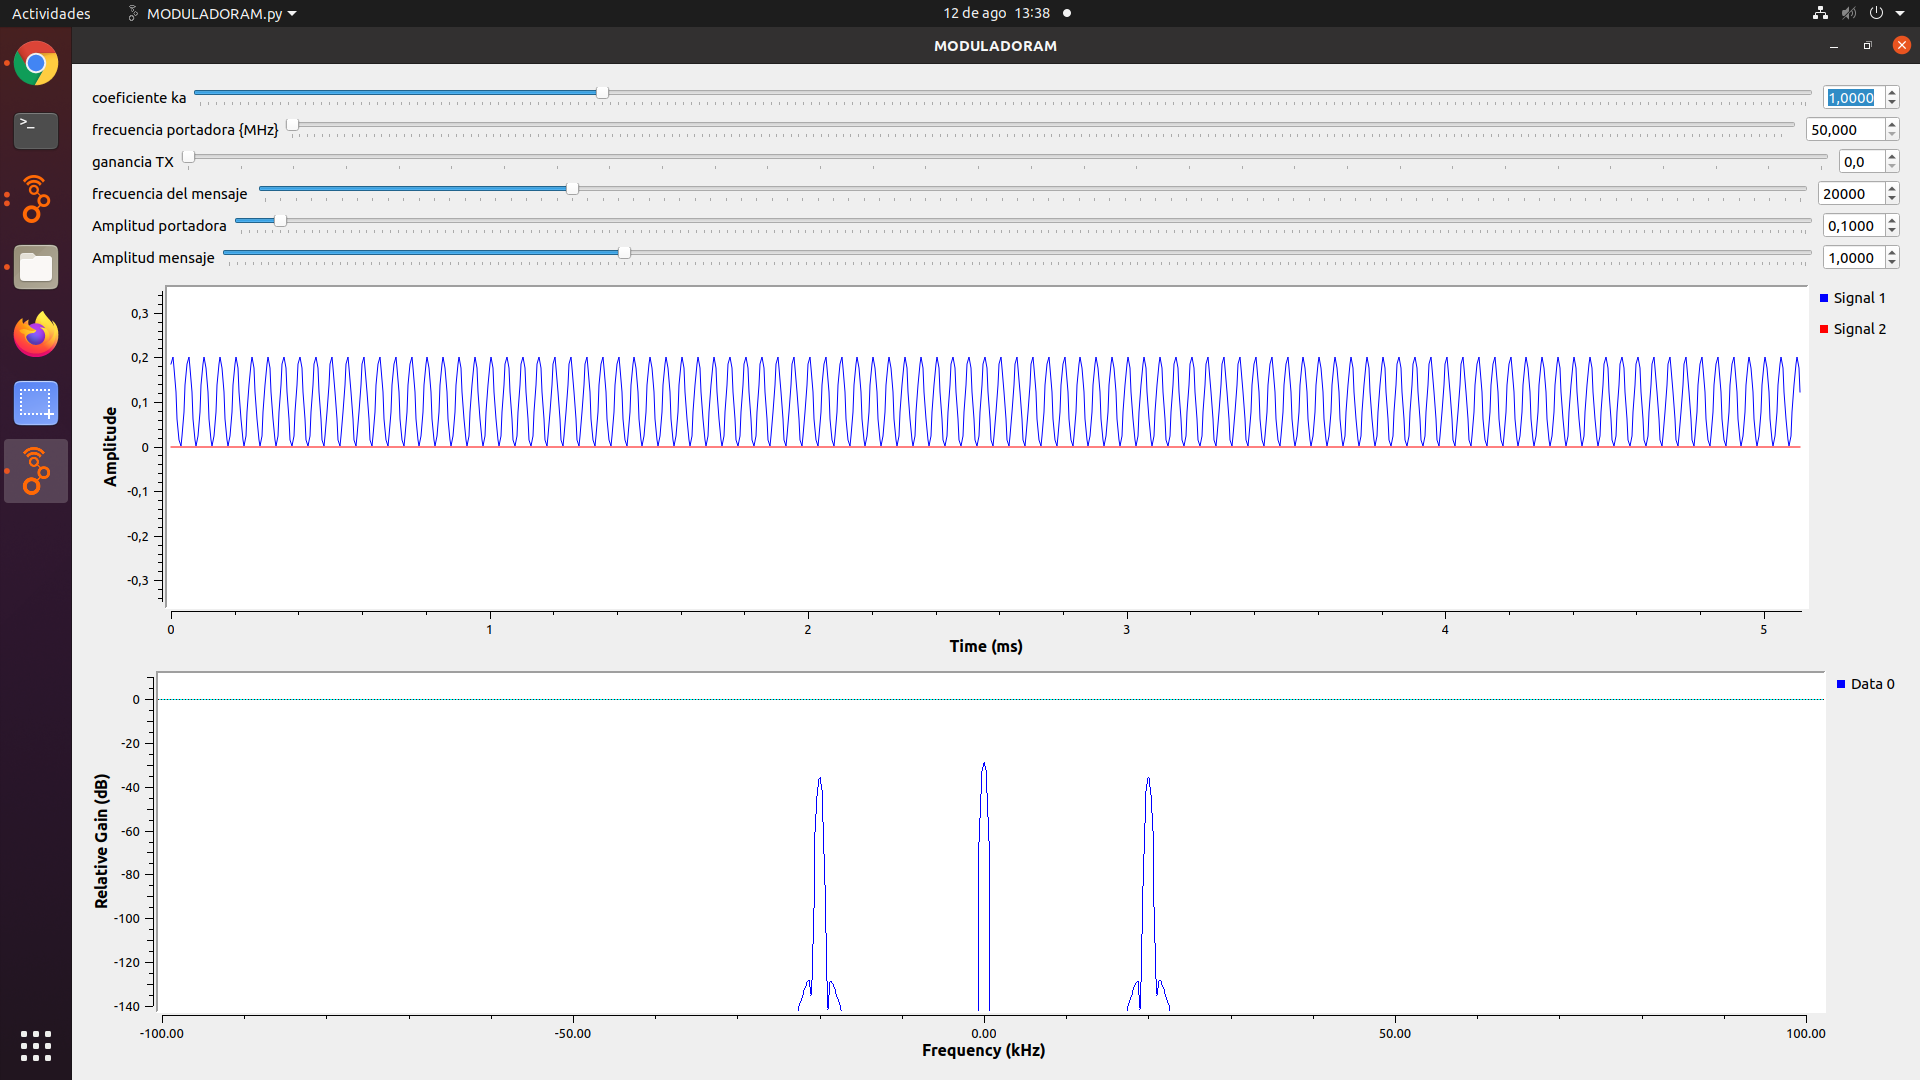 Actividades
MODULADORAM.py
12 de ago 13:38
MODULADORAM
coeficiente ka
1,0000
frecuencia portadora {MHz}
50,000
ganancia TX
0,0
frecuencia del mensaje
20000
Amplitud portadora
0,1000
Amplitud mensaje
1,0000
Signal 1
Signal 2
0,3
0,2
0,1
0
-0,1
-0,2
-0,3
Amplitude
0 1 2 3 4 5
Time (ms)
Data 0
0
-20
-40
-60
-80
-100
-120
-140
Relative Gain (dB)
-100.00 -50.00 0.00 50.00 100.00
Frequency (kHz)